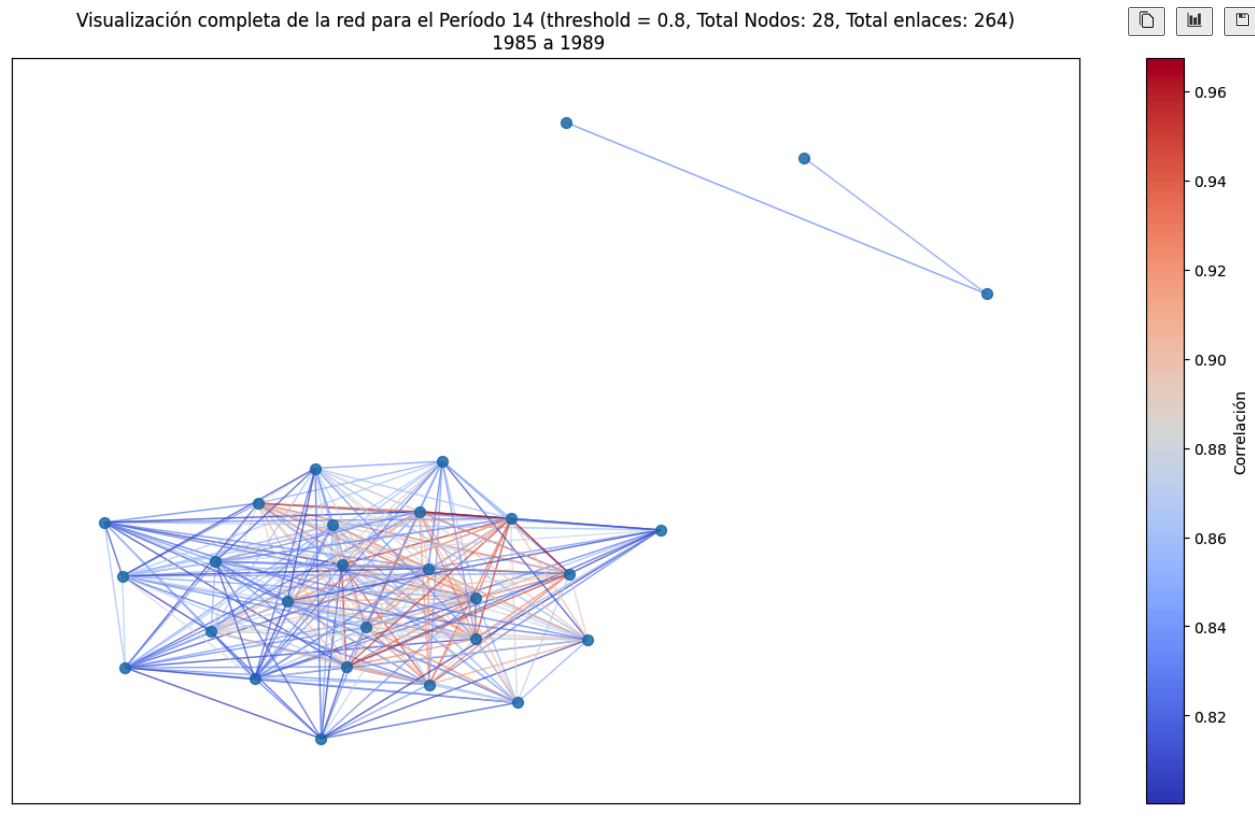 Visualización completa de la red para el Período 14 (threshold = 0.8, Total Nodos: 28, Total enlaces: 264)
1985 a 1989
0.96
0.94
0.92
0.90
0.88
0.86
0.84
0.82
Correlación